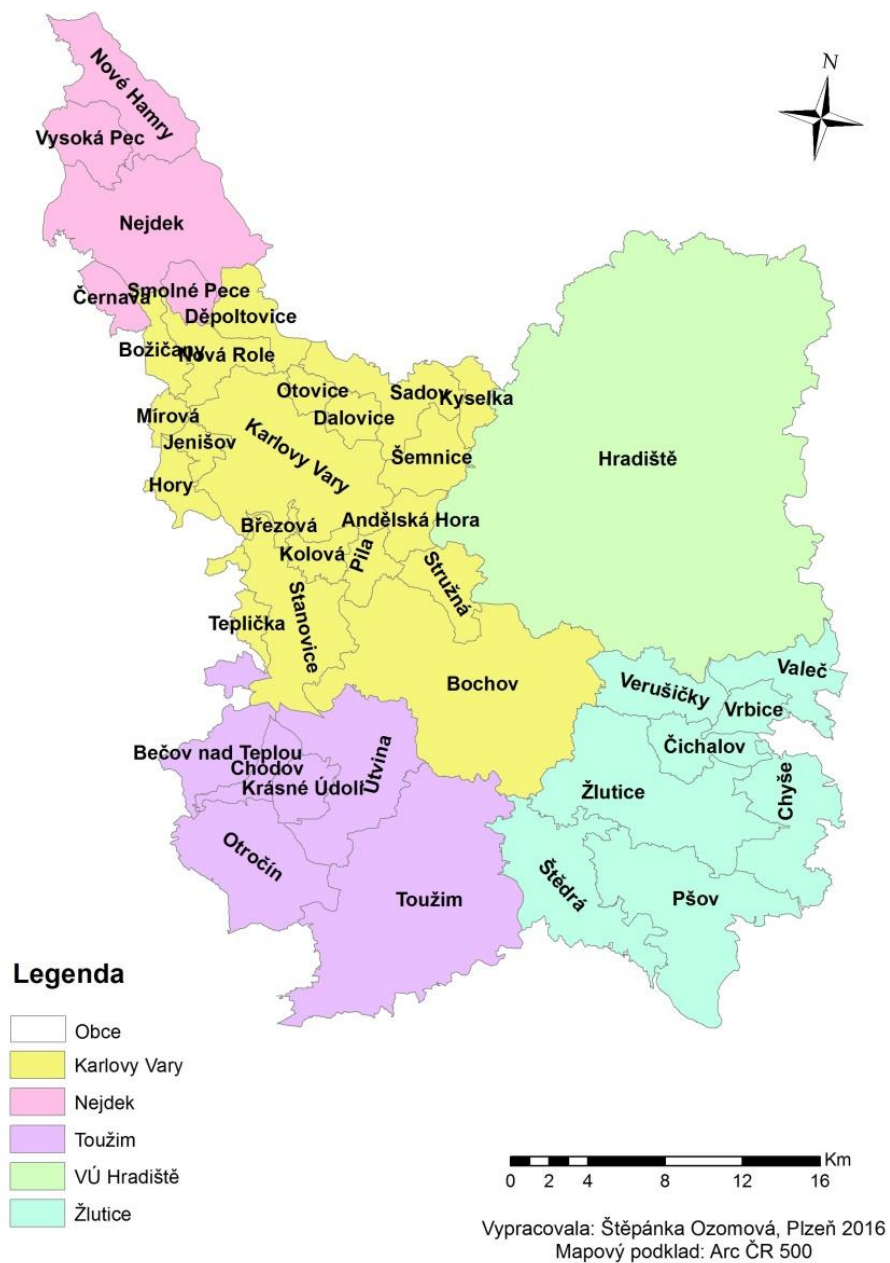 N
Nové Hamry
Vysoká Pec
Nejdek
Černava
Smolné Pece
Děpoltovice
Božičany
Nová Role
Otovice
Sadov
Kyselka
Dalovice
Mírová
Jenišov
Karlovy Vary
Šemnice
Hradiště
Hory
Březová
Andělská Hora
Kolová
Pila
Stružná
Stanovice
Teplička
Bochov
Verušičky
Valeč
Vrbice
Čichalov
Bečov nad Teplou
Chodov
Krásné Údolí
Útvina
Žlutice
Chyše
Otročín
Toužim
Štědrá
Pšov
Legenda
Obce
Karlovy Vary
Nejdek
Toužim
VÚ Hradiště
Žlutice
Km
0 2 4 8 12 16
Vypracovala: Štěpánka Ozomová, Plzeň 2016
Mapový podklad: Arc ČR 500